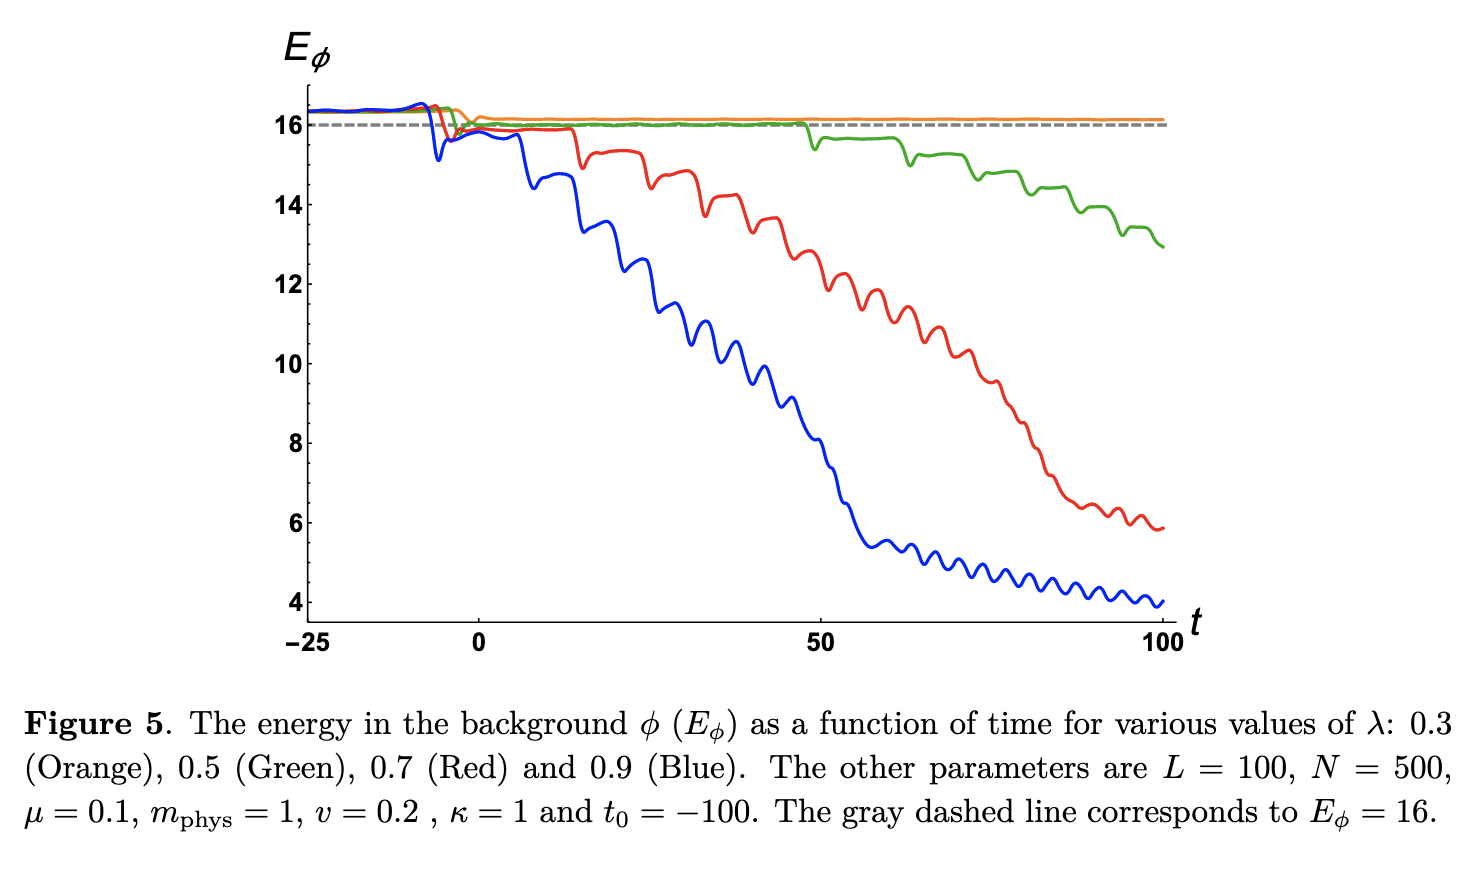 E_ϕ
16
14
12
10
8
6
4
−25 0 50 100 t
Figure 5. The energy in the background ϕ (E_ϕ) as a function of time for various values of λ: 0.3
(Orange), 0.5 (Green), 0.7 (Red) and 0.9 (Blue). The other parameters are L = 100, N = 500,
μ = 0.1, m_phys = 1, v = 0.2 , κ = 1 and t_0 = −100. The gray dashed line corresponds to E_ϕ = 16.